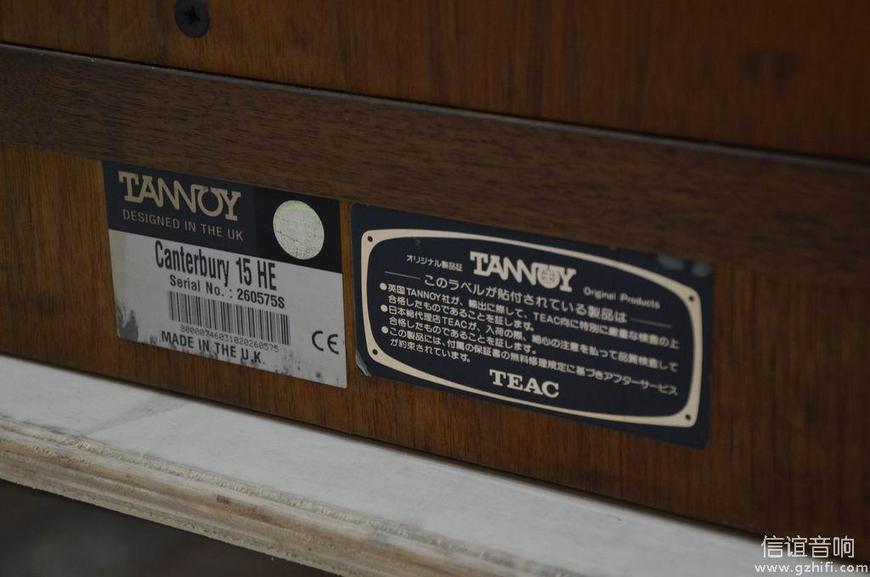 TANNOY
DESIGNED IN THE UK
Canterbury 15 HE
Serial No. : 260575S
MADE IN THE U.K.
CE
オリジナル製品証 TANNOY Original Products
このラベルが貼付されている製品は
●英国TANNOY社が、輸出に際して、TEAC向に特別に厳重な検査の上
合格したものであることを証します。
●日本総代理店TEACが、入荷の際、細心の注意を払って品質検査して
合格したものであることを証します。
●この製品には、付属の保証書の無料修理規定に基づきアフターサービス
が約束されています。
TEAC
信谊音响
www.gzhifi.com